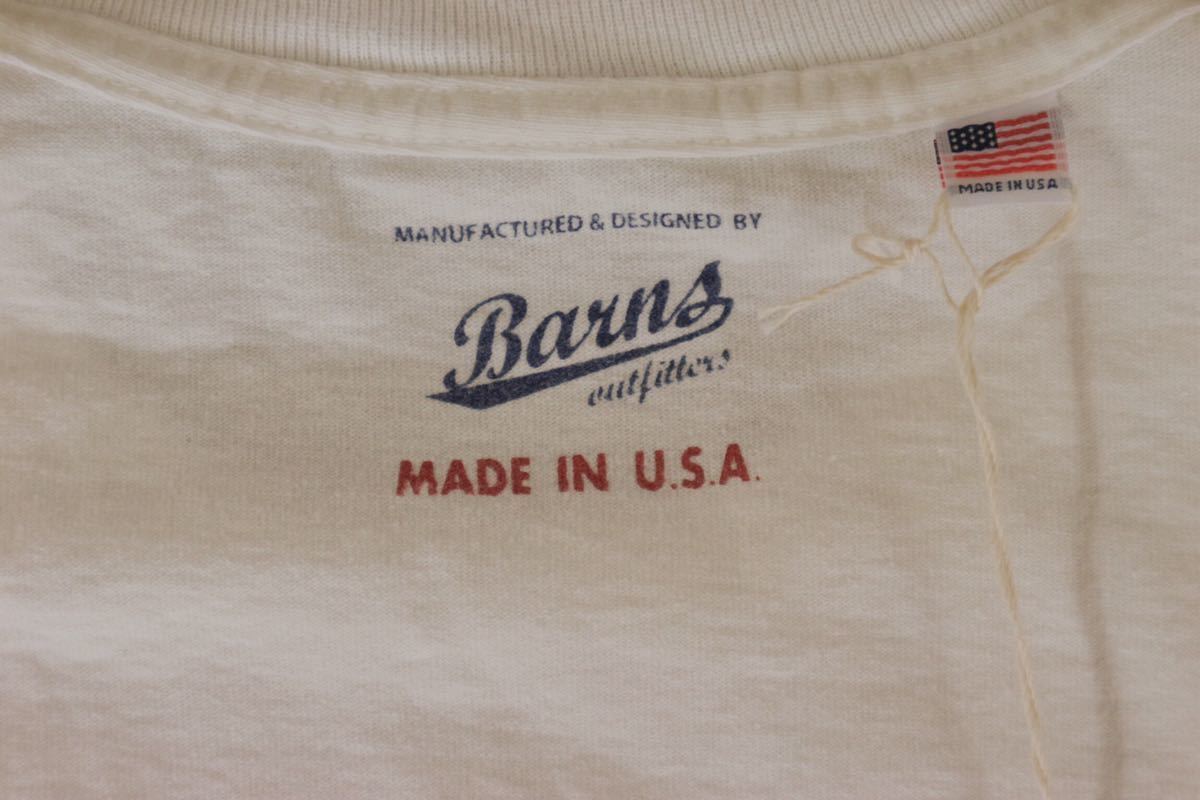 MADE IN USA
MANUFACTURED & DESIGNED BY
Barns
outfitters
MADE IN U.S.A.